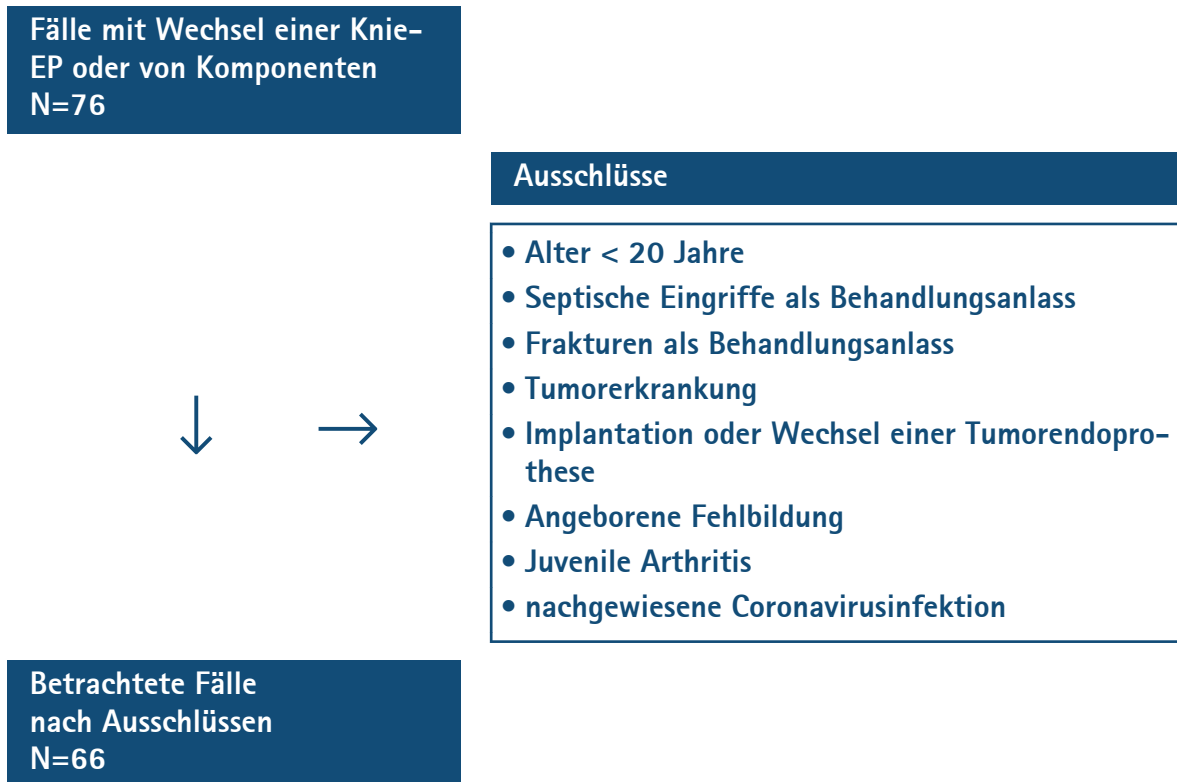 Fälle mit Wechsel einer Knie-
EP oder von Komponenten
N=76
Ausschlüsse
• Alter < 20 Jahre
• Septische Eingriffe als Behandlungsanlass
• Frakturen als Behandlungsanlass
• Tumorerkrankung
• Implantation oder Wechsel einer Tumorendopro-
these
• Angeborene Fehlbildung
• Juvenile Arthritis
• nachgewiesene Coronavirusinfektion
Betrachtete Fälle
nach Ausschlüssen
N=66